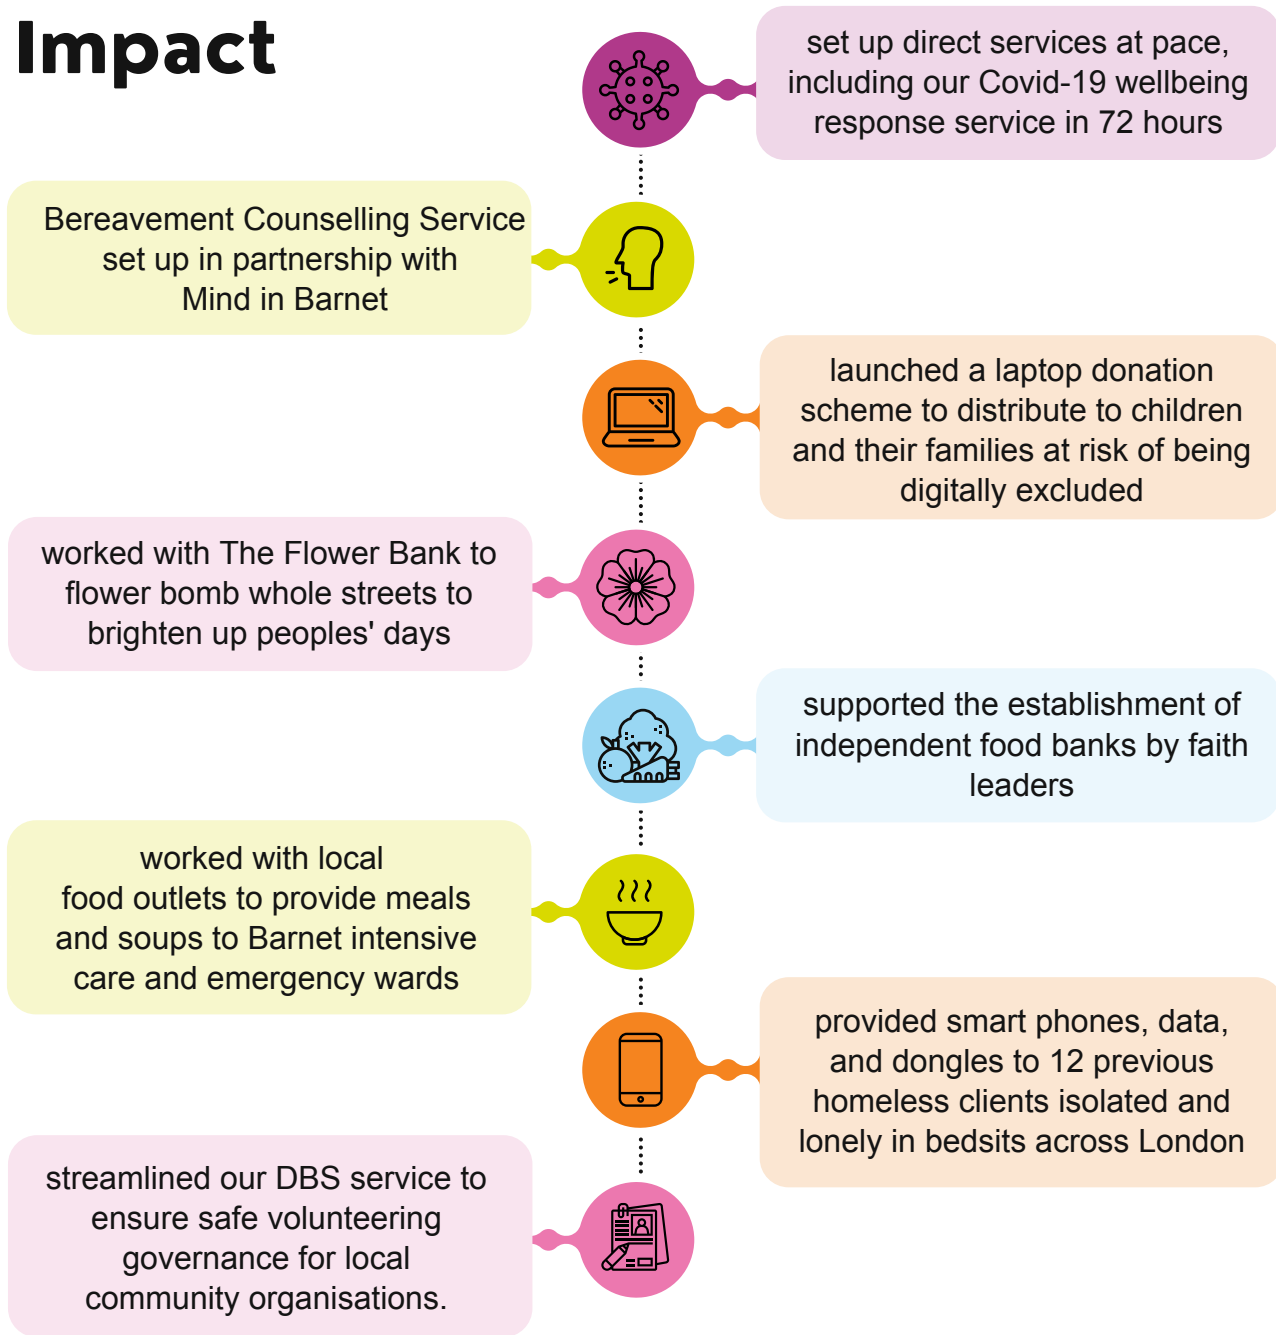 Impact
set up direct services at pace,
including our Covid-19 wellbeing
response service in 72 hours
Bereavement Counselling Service
set up in partnership with
Mind in Barnet
launched a laptop donation
scheme to distribute to children
and their families at risk of being
digitally excluded
worked with The Flower Bank to
flower bomb whole streets to
brighten up peoples' days
supported the establishment of
independent food banks by faith
leaders
worked with local
food outlets to provide meals
and soups to Barnet intensive
care and emergency wards
provided smart phones, data,
and dongles to 12 previous
homeless clients isolated and
lonely in bedsits across London
streamlined our DBS service to
ensure safe volunteering
governance for local
community organisations.